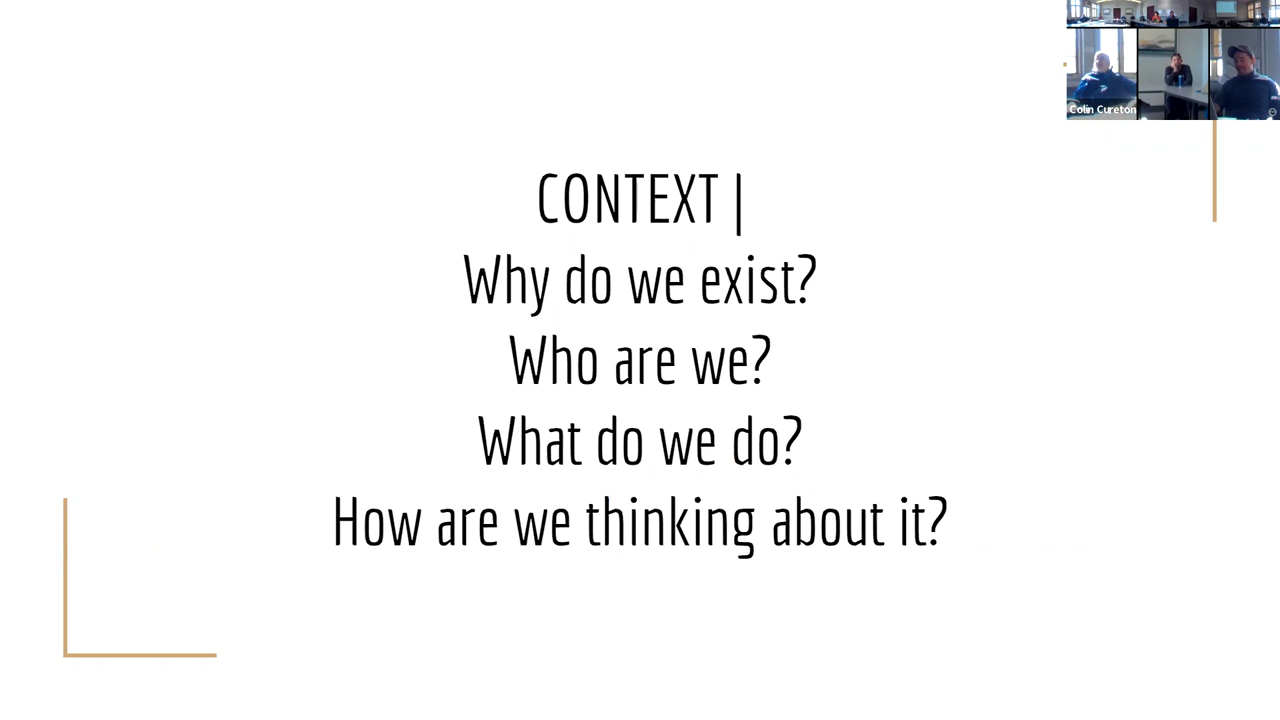 Colin Cureton
CONTEXT |
Why do we exist?
Who are we?
What do we do?
How are we thinking about it?